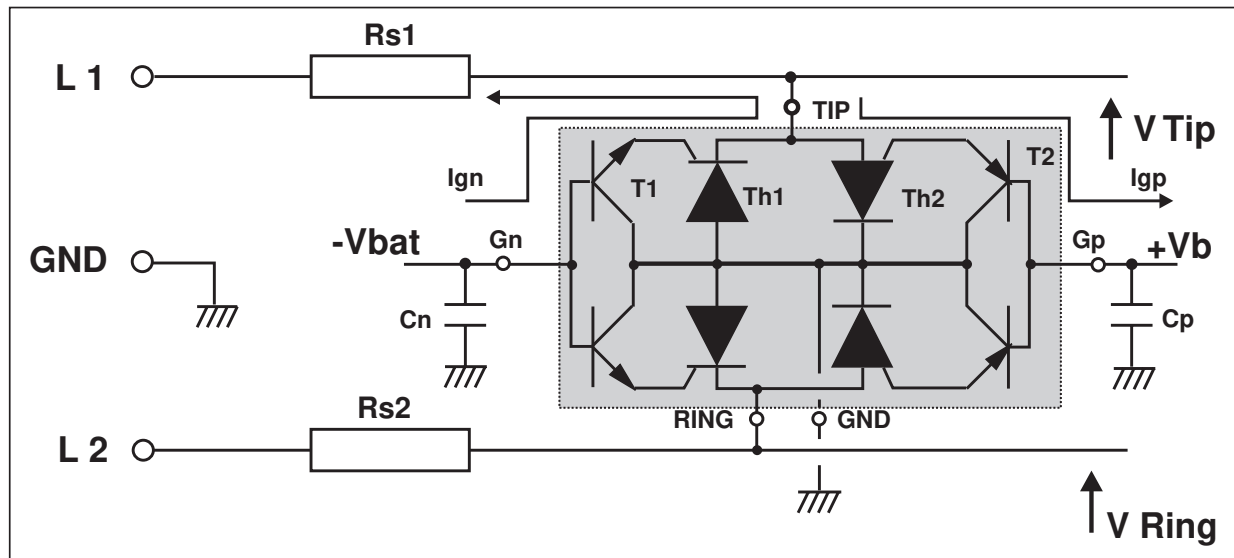 Rs1
L 1
TIP
V Tip
T2
Ign
T1
Th1
Th2
Igp
-Vbat
Gn
Gp
+Vb
GND
Cn
Cp
Rs2
RING
GND
L 2
V Ring